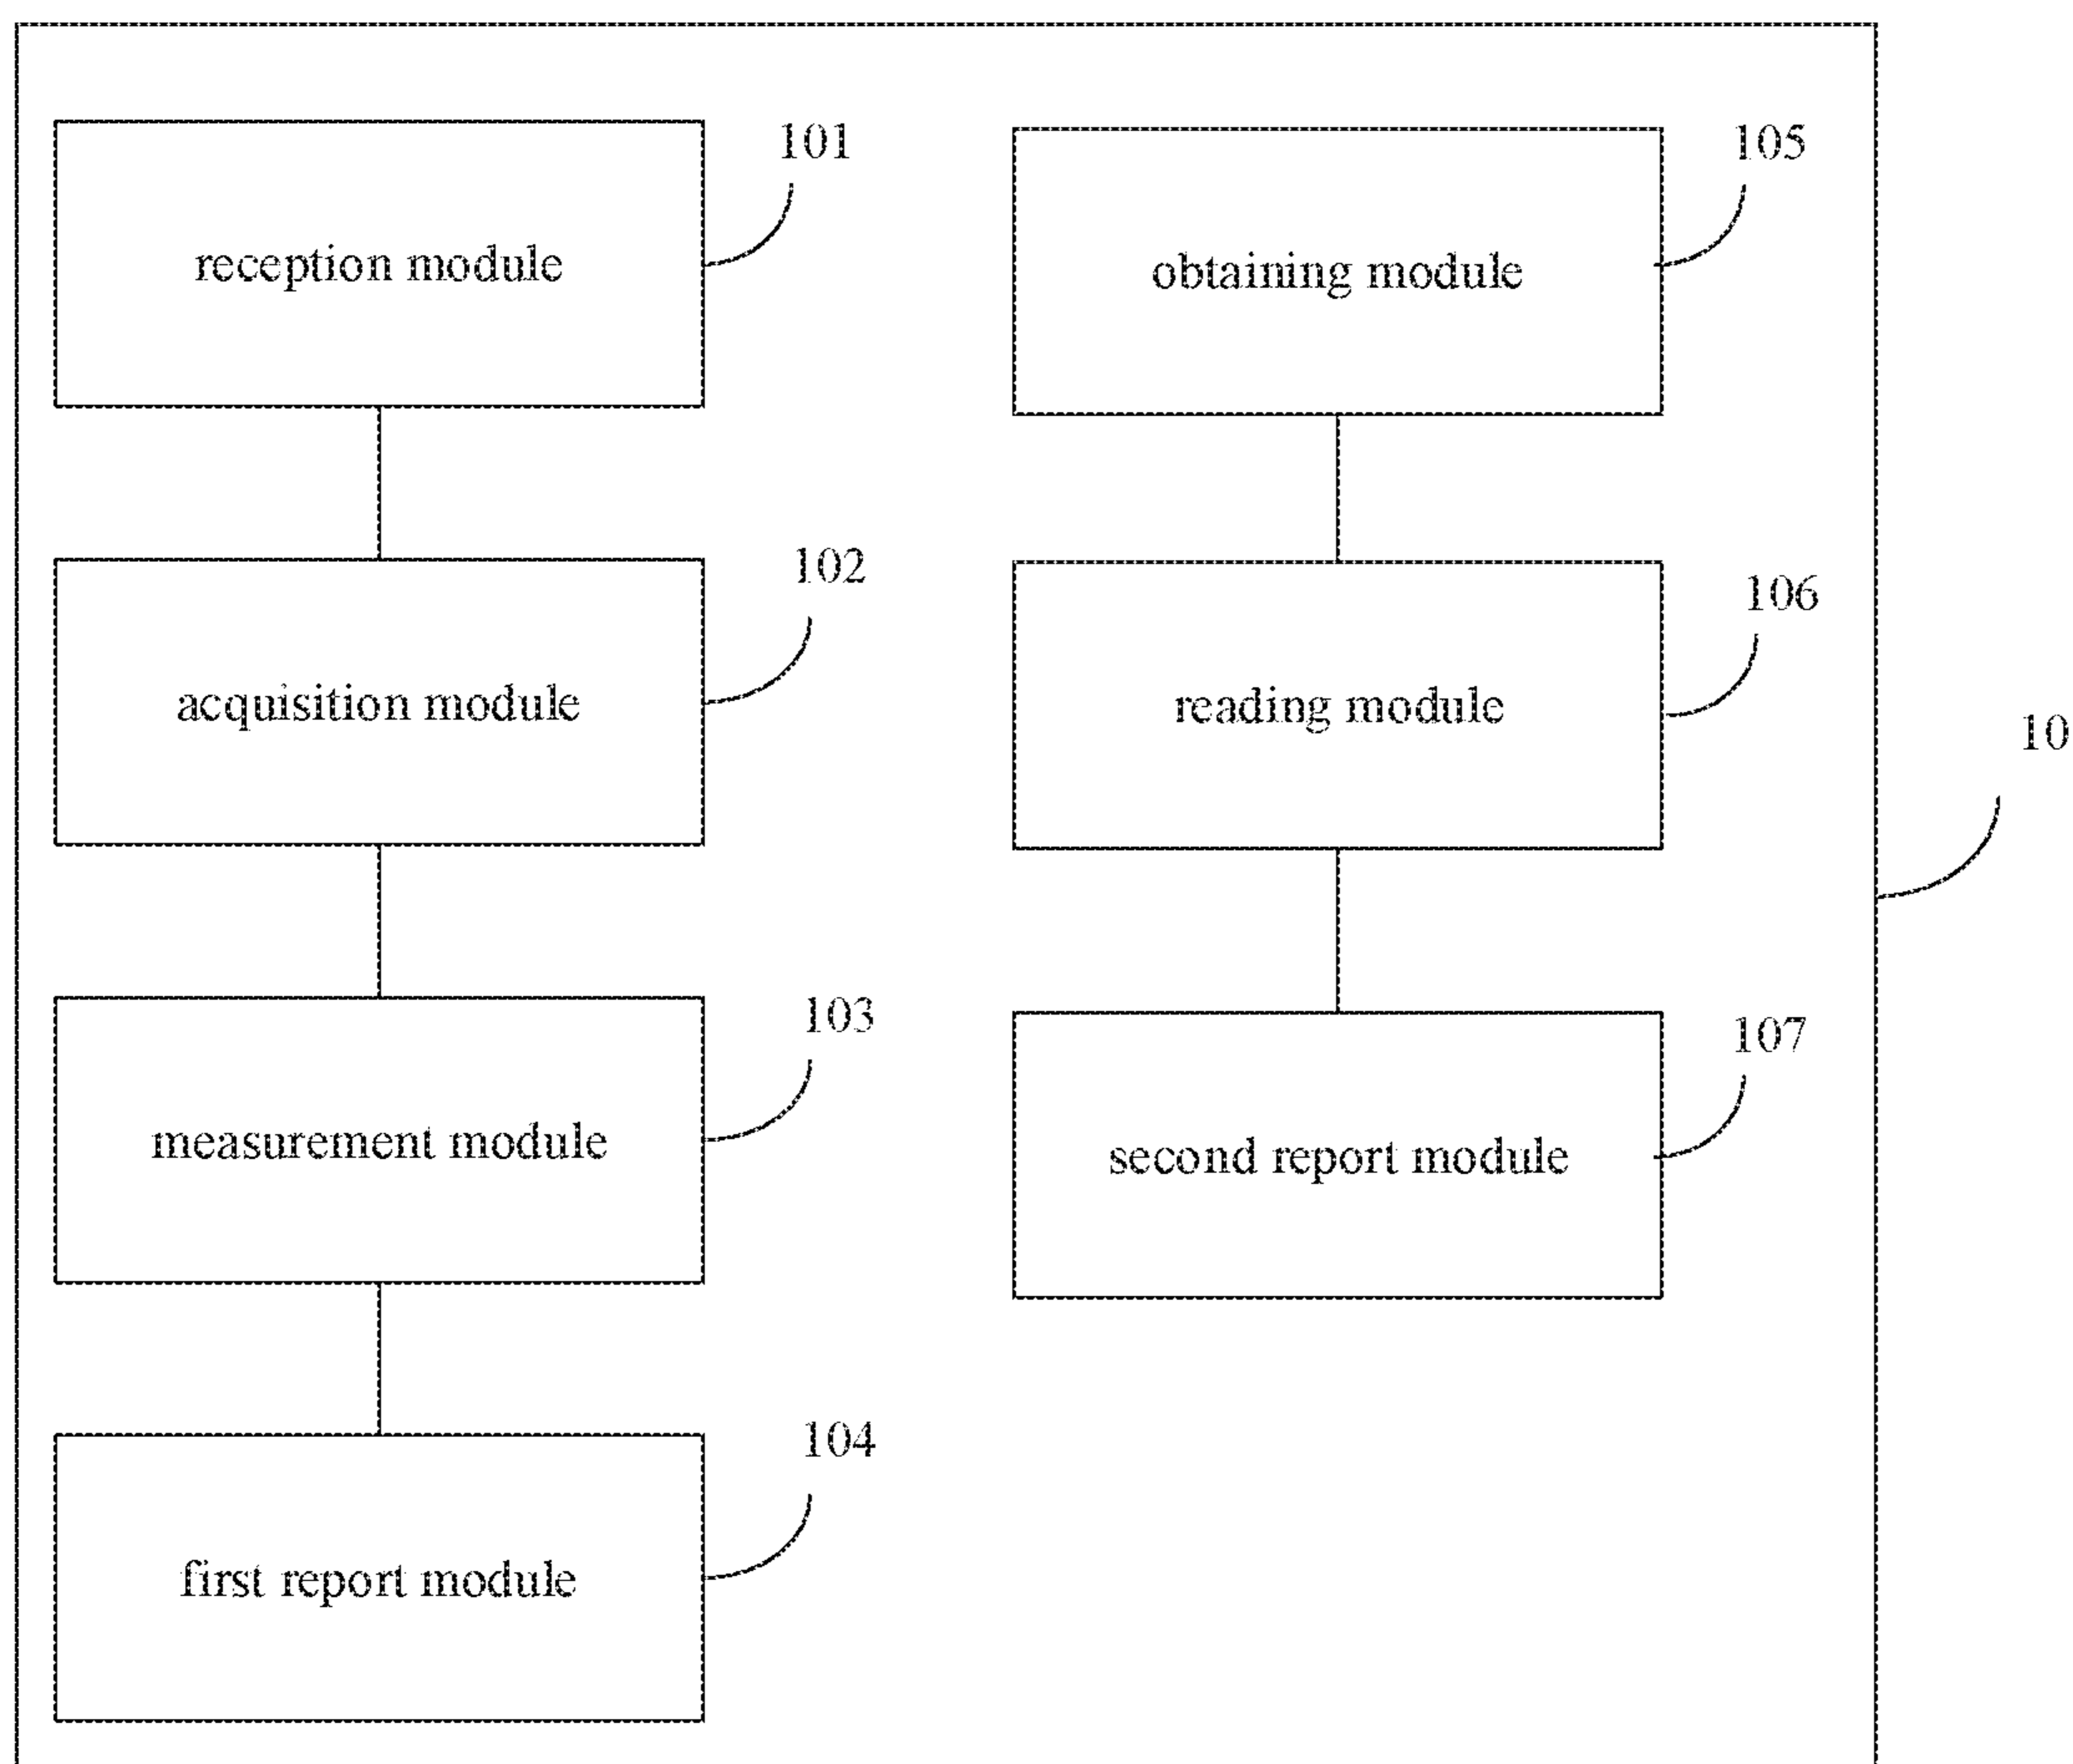 101
reception module
102
acquisition module
103
measurement module
104
first report module
105
obtaining module
106
reading module
107
second report module
10